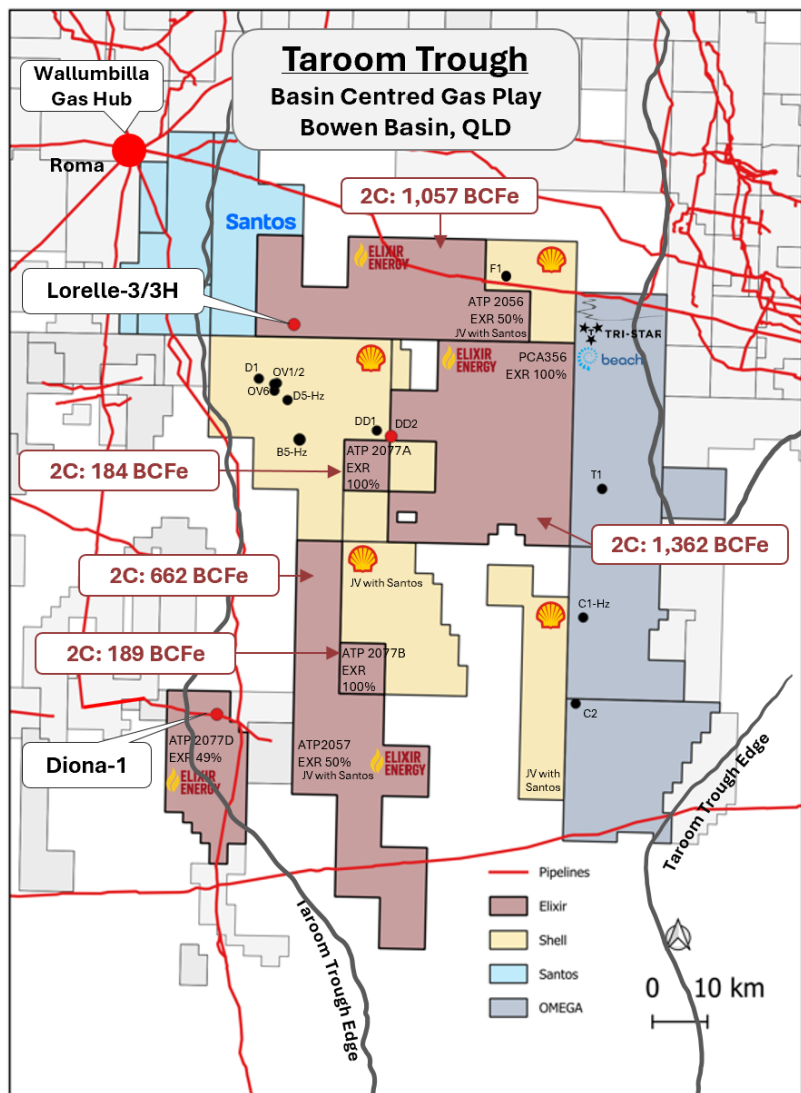 Taroom Trough
Basin Centred Gas Play
Bowen Basin, QLD
Wallumbilla
Gas Hub
Roma
Santos
2C: 1,057 BCFe
ELIXIR
ENERGY
F1
ATP 2056
EXR 50%
JV with Santos
Lorelle-3/3H
TRI-STAR
beach
ELIXIR
ENERGY
PCA356
EXR 100%
D1
OV1/2
OV6
D5-Hz
DD1
DD2
B5-Hz
ATP 2077A
EXR
100%
2C: 184 BCFe
T1
2C: 1,362 BCFe
2C: 662 BCFe
JV with Santos
C1-Hz
2C: 189 BCFe
ATP 2077B
EXR
100%
C2
Diona-1
ATP 2077D
EXR 49%
ELIXIR
ENERGY
ATP2057
EXR 50%
JV with Santos
ELIXIR
ENERGY
JV with
Santos
Taroom Trough Edge
Taroom Trough Edge
Pipelines
Elixir
Shell
Santos
OMEGA
0 10 km